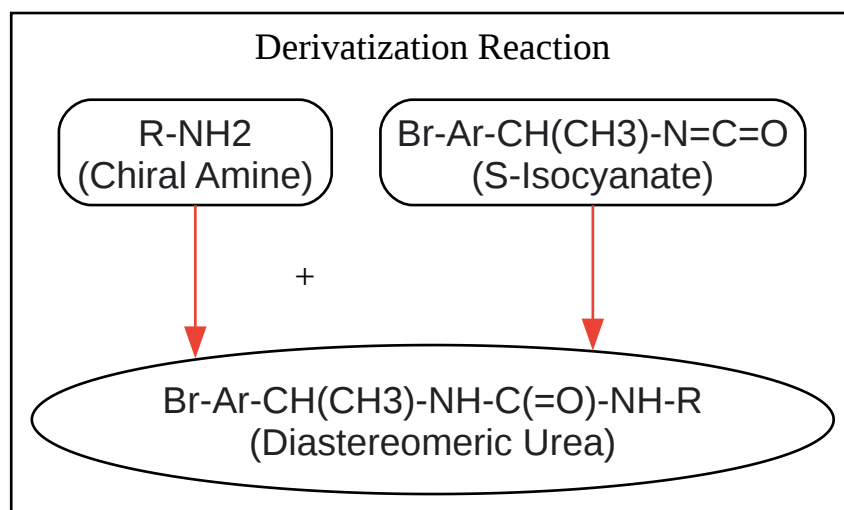 Derivatization Reaction
R-NH2
(Chiral Amine)
Br-Ar-CH(CH3)-N=C=O
(S-Isocyanate)
+
Br-Ar-CH(CH3)-NH-C(=O)-NH-R
(Diastereomeric Urea)